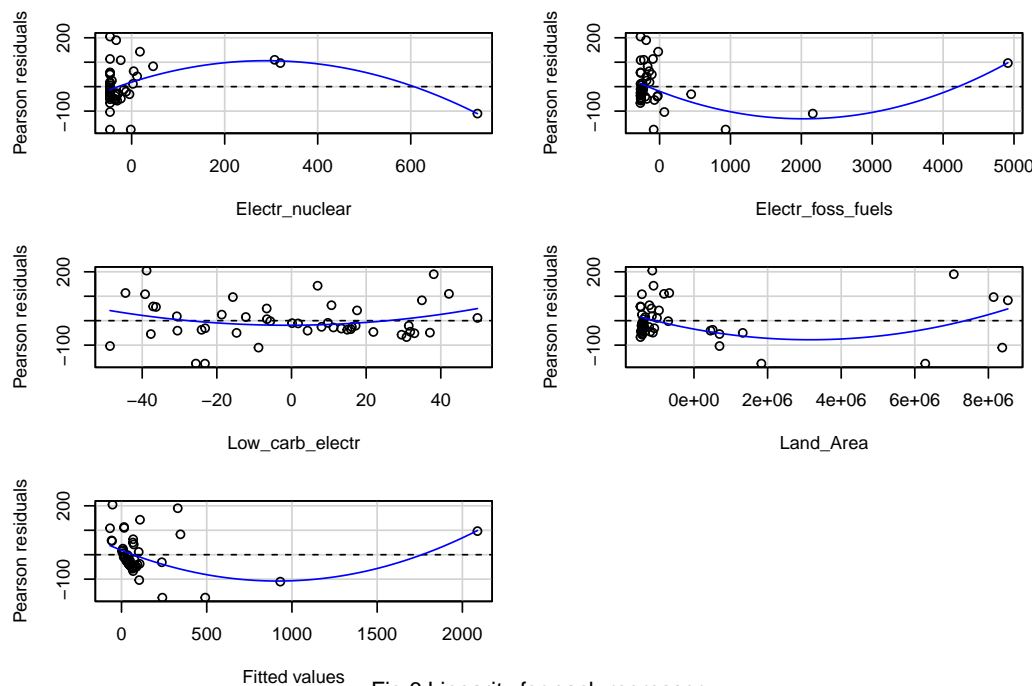 Pearson residuals
200
−100
0 200 400 600
Electr_nuclear
Pearson residuals
200
−100
0 1000 2000 3000 4000 5000
Electr_foss_fuels
Pearson residuals
200
−100
−40 −20 0 20 40
Low_carb_electr
Pearson residuals
200
−100
0e+00 2e+06 4e+06 6e+06 8e+06
Land_Area
Pearson residuals
200
−100
0 500 1000 1500 2000
Fitted values